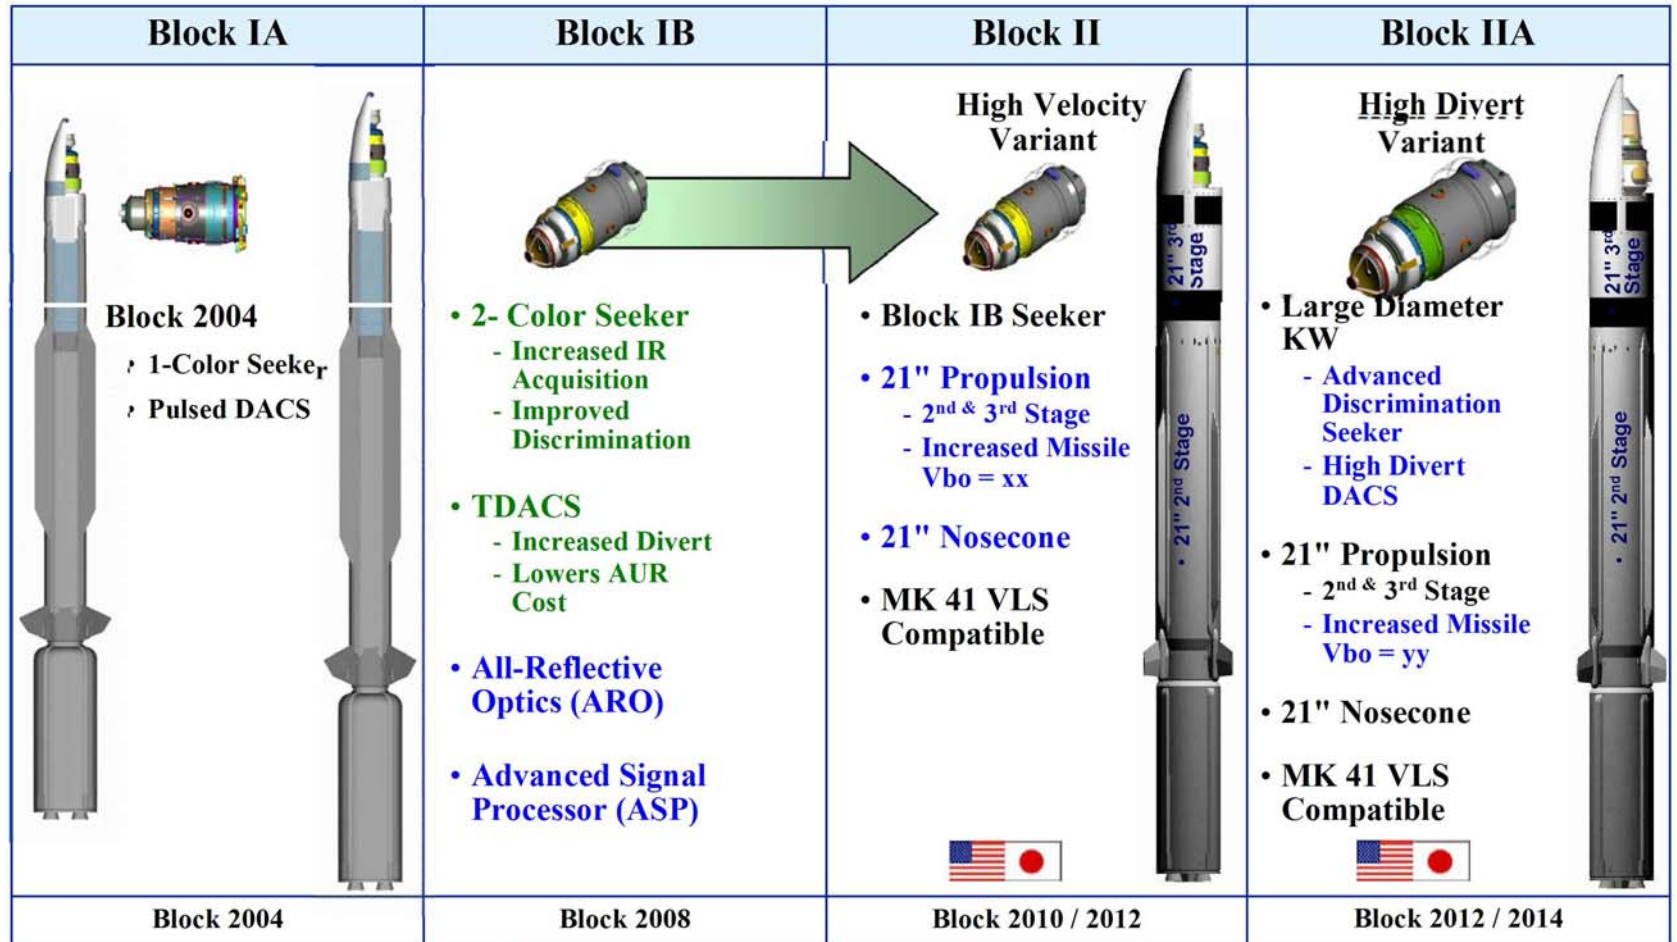 Block IA
Block IB
Block II
Block IIA
Block 2004
• 1-Color Seeker
• Pulsed DACS
• 2- Color Seeker
- Increased IR
Acquisition
- Improved
Discrimination
• TDACS
- Increased Divert
- Lowers AUR
Cost
• All-Reflective
Optics (ARO)
• Advanced Signal
Processor (ASP)
High Velocity
Variant
• Block IB Seeker
• 21" Propulsion
- 2nd & 3rd Stage
- Increased Missile
Vbo = xx
• 21" Nosecone
• MK 41 VLS
Compatible
21" 3rd
Stage
• 21" 2nd Stage
High Divert
Variant
• Large Diameter
KW
- Advanced
Discrimination
Seeker
- High Divert
DACS
• 21" Propulsion
- 2nd & 3rd Stage
- Increased Missile
Vbo = yy
• 21" Nosecone
• MK 41 VLS
Compatible
21" 3rd
Stage
• 21" 2nd Stage
Block 2004
Block 2008
Block 2010 / 2012
Block 2012 / 2014